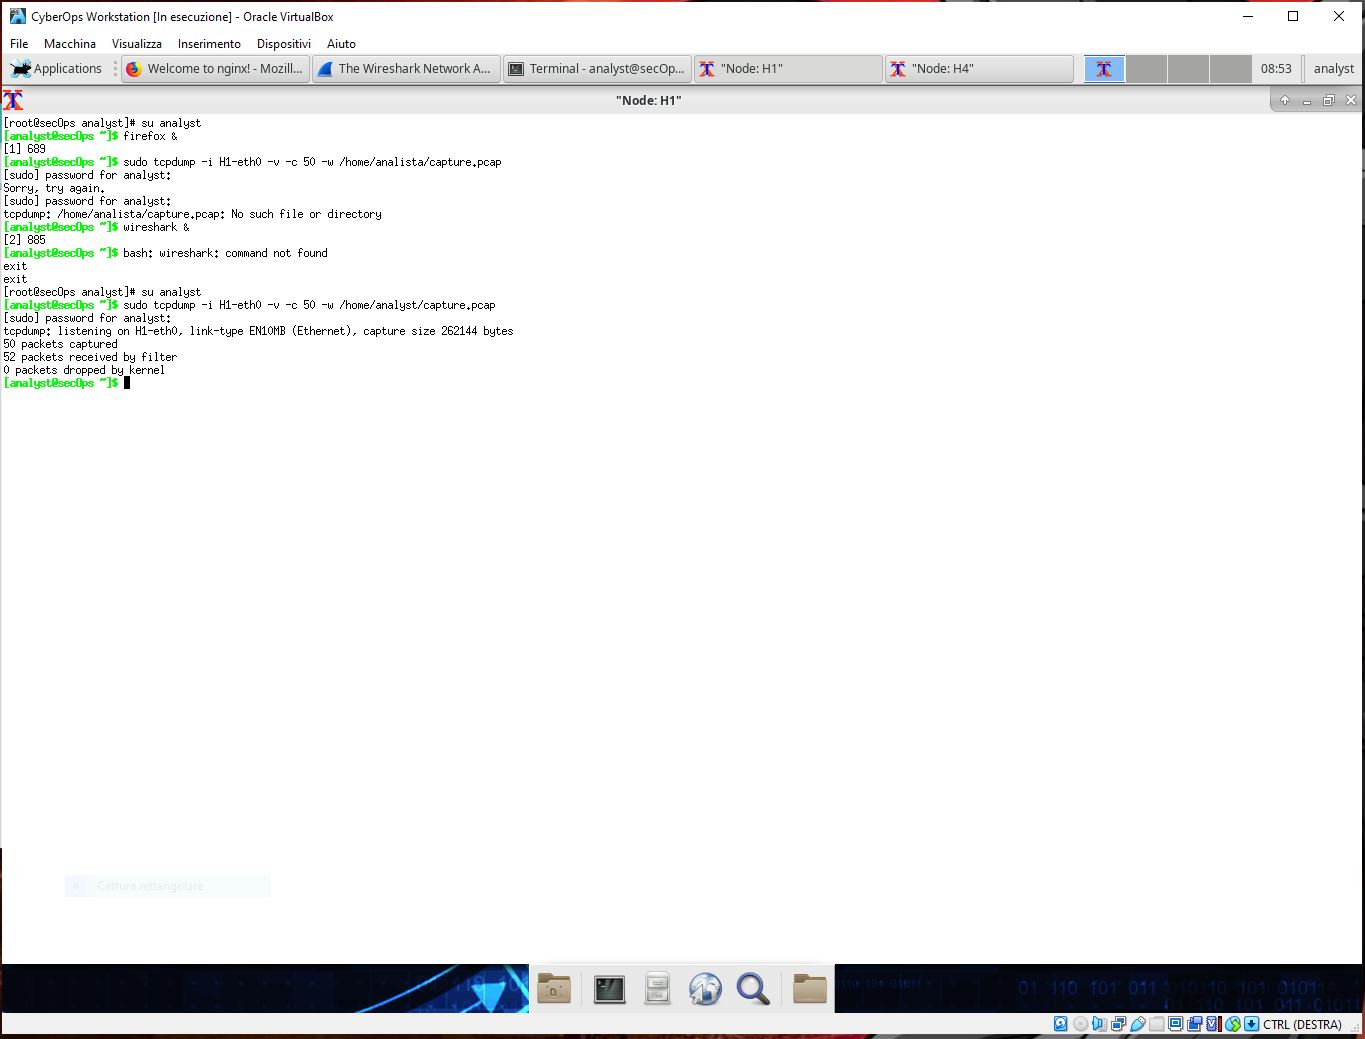 CyberOps Workstation [In esecuzione] - Oracle VirtualBox
File Macchina Visualizza Inserimento Dispositivi Aiuto
Applications Welcome to nginx! - Mozill... The Wireshark Network A... Terminal - analyst@secOp... "Node: H1" "Node: H4" 08:53 analyst
"Node: H1"
[root@secOps analyst]# su analyst
[analyst@secOps ~]$ firefox &
[1] 689
[analyst@secOps ~]$ sudo tcpdump -i H1-eth0 -v -c 50 -w /home/analista/capture.pcap
[sudo] password for analyst:
Sorry, try again.
[sudo] password for analyst:
tcpdump: /home/analista/capture.pcap: No such file or directory
[analyst@secOps ~]$ wireshark &
[2] 885
[analyst@secOps ~]$ bash: wireshark: command not found
exit
exit
[root@secOps analyst]# su analyst
[analyst@secOps ~]$ sudo tcpdump -i H1-eth0 -v -c 50 -w /home/analyst/capture.pcap
[sudo] password for analyst:
tcpdump: listening on H1-eth0, link-type EN10MB (Ethernet), capture size 262144 bytes
50 packets captured
52 packets received by filter
0 packets dropped by kernel
[analyst@secOps ~]$
Cattura rettangolare
CTRL (DESTRA)